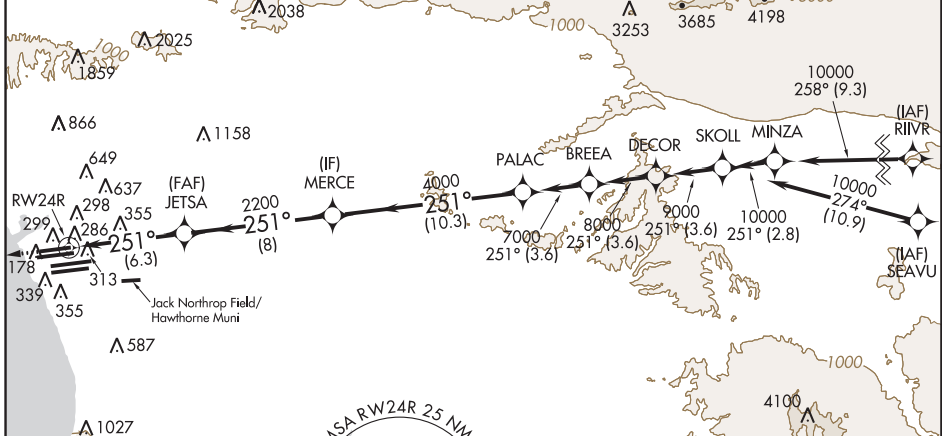 2038
1000
3253
3685
4198
2025
1000
1859
10000
258° (9.3)
866
1158
(IAF)
RIIVR
SKOLL
MINZA
DECOR
BREEA
PALAC
(IF)
MERCE
649
637
(FAF)
JETSA
RW24R
298
299
286
355
2200
251°
(8)
4000
251°
(10.3)
7000
251° (3.6)
8000
251° (3.6)
9000
251° (3.6)
10000
251° (2.8)
10000
274°
(10.9)
(IAF)
SEAVU
251°
(6.3)
178
313
339
355
Jack Northrop Field/
Hawthorne Muni
587
1000
4100
1027
SA RW24R 25 NM